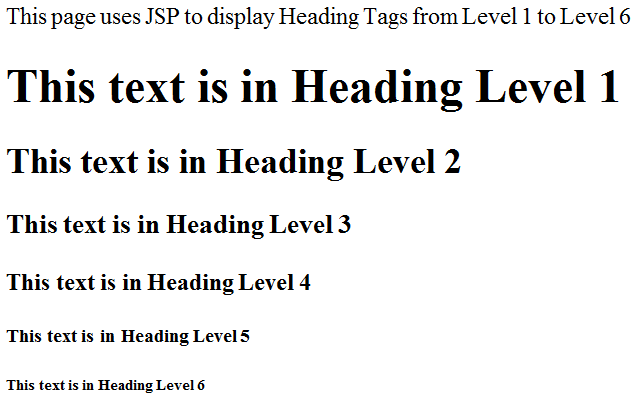 This page uses JSP to display Heading Tags from Level 1 to Level 6
This text is in Heading Level 1
This text is in Heading Level 2
This text is in Heading Level 3
This text is in Heading Level 4
This text is in Heading Level 5
This text is in Heading Level 6